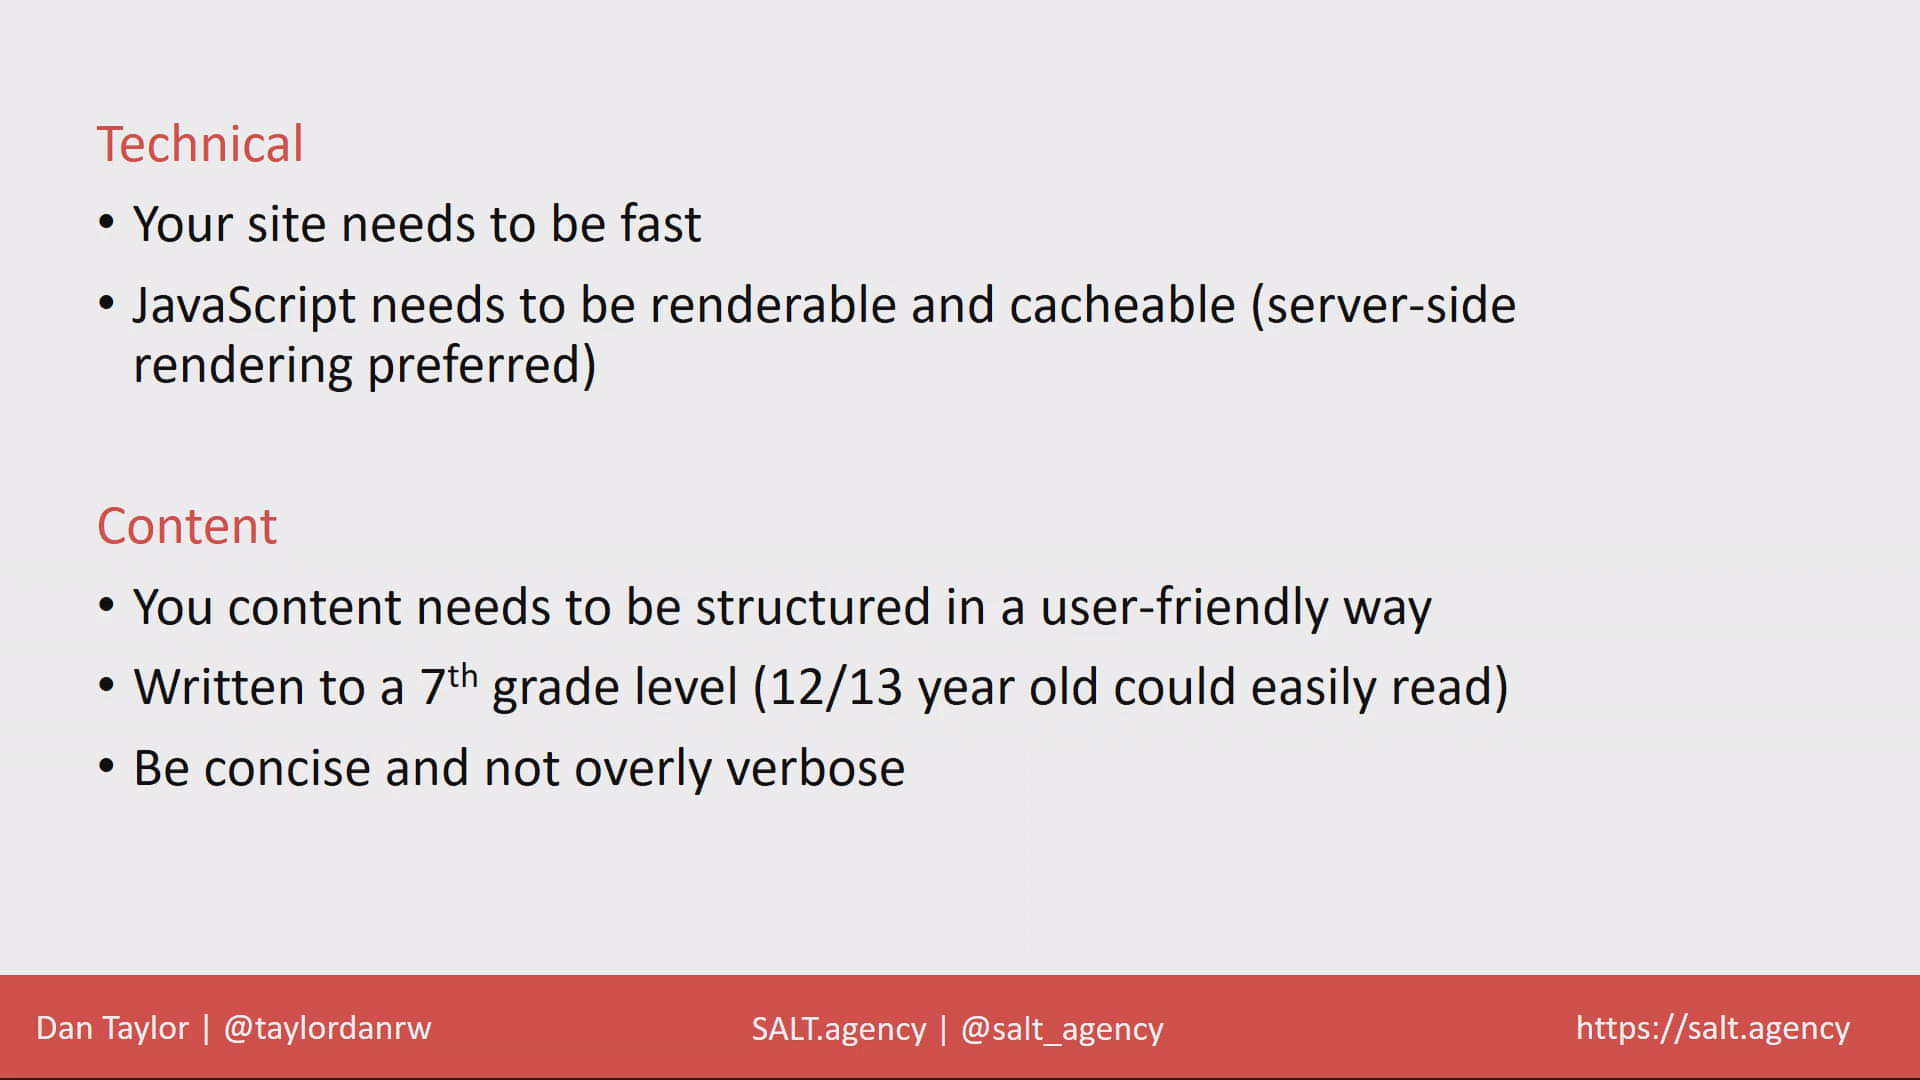 Technical
• Your site needs to be fast
• JavaScript needs to be renderable and cacheable (server-side
rendering preferred)
Content
• You content needs to be structured in a user-friendly way
• Written to a 7th grade level (12/13 year old could easily read)
• Be concise and not overly verbose
Dan Taylor | @taylordanrw
SALT.agency | @salt_agency
https://salt.agency